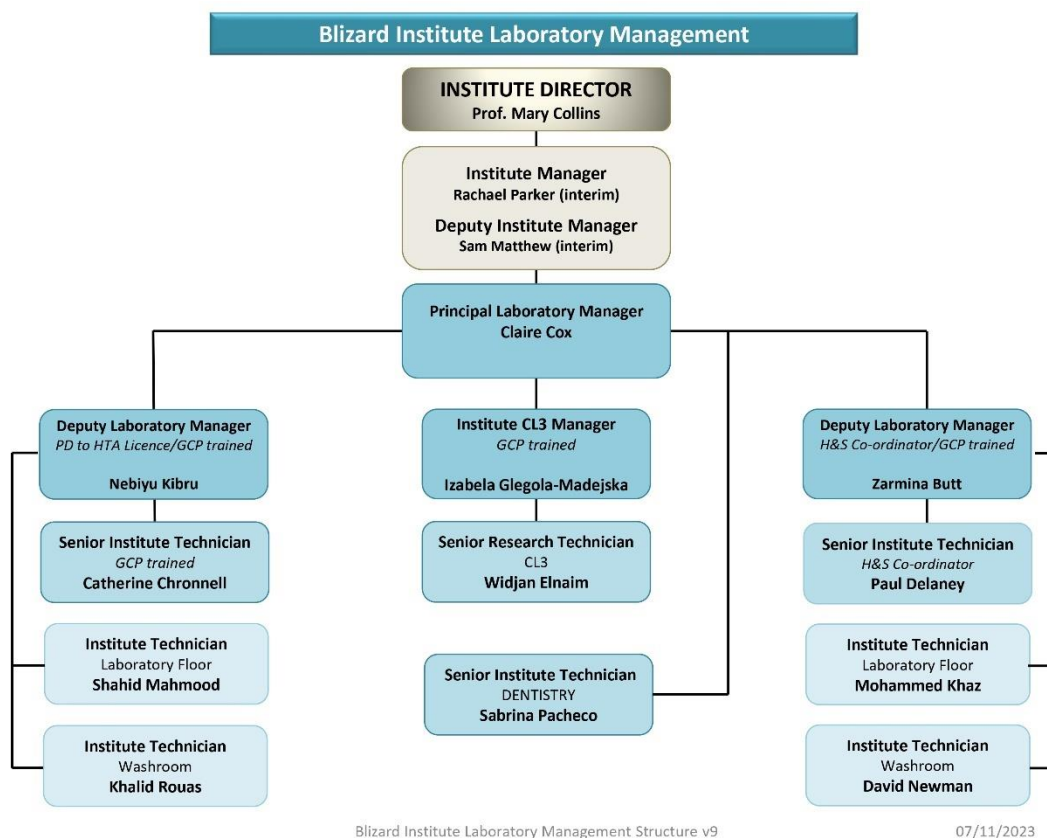 Blizard Institute Laboratory Management
INSTITUTE DIRECTOR
Prof. Mary Collins
Institute Manager
Rachael Parker (interim)
Deputy Institute Manager
Sam Matthew (interim)
Principal Laboratory Manager
Claire Cox
Deputy Laboratory Manager
PD to HTA Licence/GCP trained
Nebiyu Kibru
Senior Institute Technician
GCP trained
Catherine Chronnell
Institute Technician
Laboratory Floor
Shahid Mahmood
Institute Technician
Washroom
Khalid Rouas
Institute CL3 Manager
GCP trained
Izabela Glegola-Madejska
Senior Research Technician
CL3
Widjan Elnaim
Senior Institute Technician
DENTISTRY
Sabrina Pacheco
Deputy Laboratory Manager
H&S Co-ordinator/GCP trained
Zarmina Butt
Senior Institute Technician
H&S Co-ordinator
Paul Delaney
Institute Technician
Laboratory Floor
Mohammed Khaz
Institute Technician
Washroom
David Newman
Blizard Institute Laboratory Management Structure v9
07/11/2023